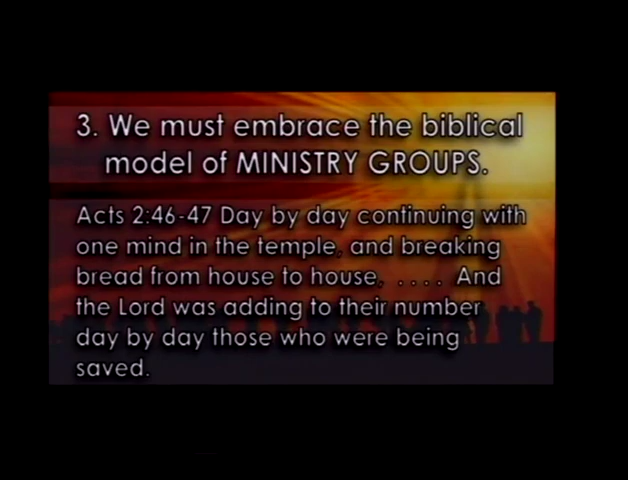 3. We must embrace the biblical
model of MINISTRY GROUPS.
Acts 2:46-47 Day by day continuing with
one mind in the temple, and breaking
bread from house to house, .... And
the Lord was adding to their number
day by day those who were being
saved.